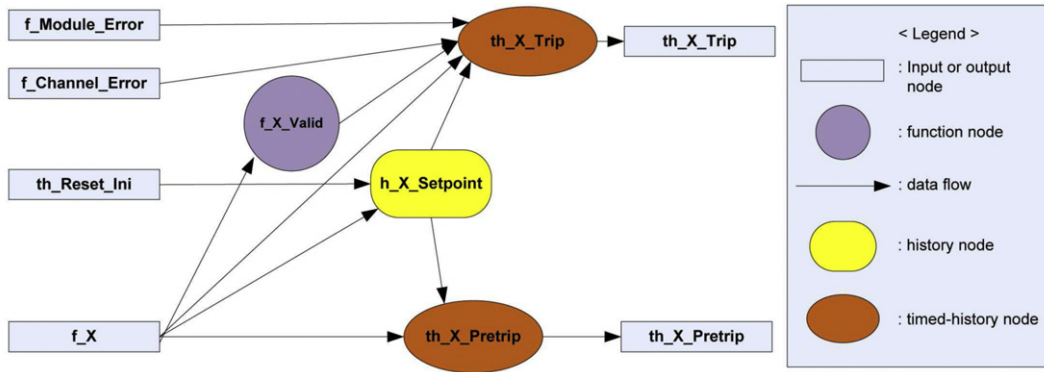 f_Module_Error
th_X_Trip
th_X_Trip
f_Channel_Error
f_X_Valid
th_Reset_Ini
h_X_Setpoint
f_X
th_X_Pretrip
th_X_Pretrip
< Legend >
: Input or output
node
: function node
: data flow
: history node
: timed-history node